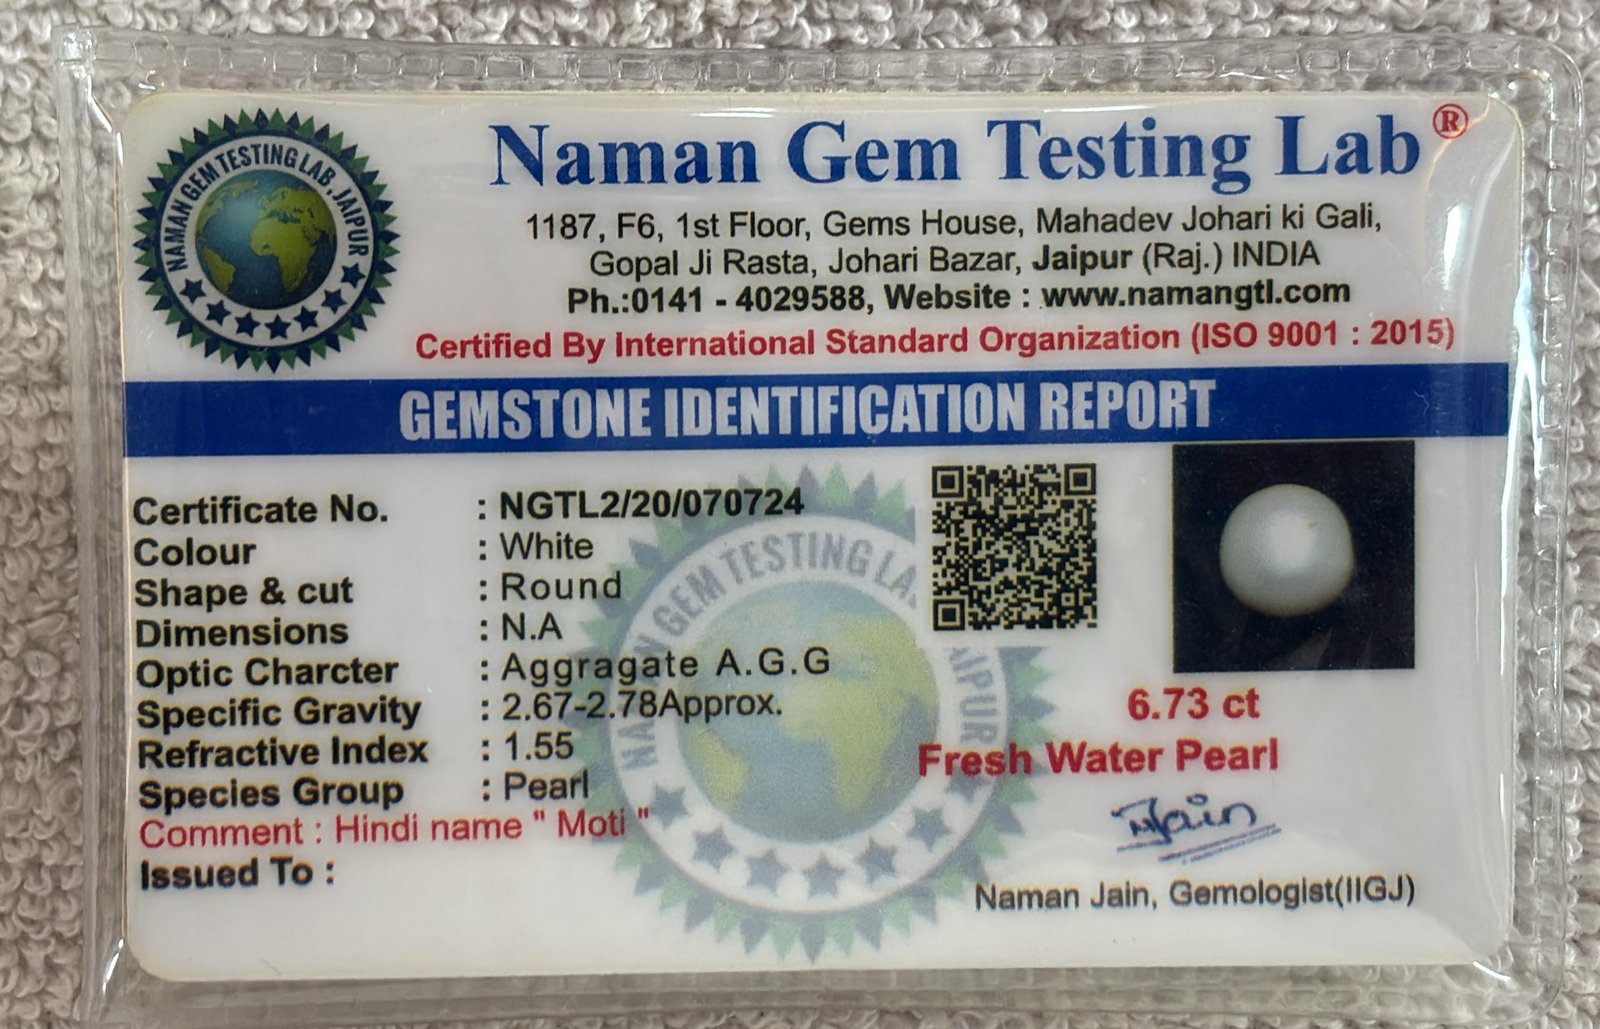 NAMAN GEM TESTING LAB, JAIPUR
Naman Gem Testing Lab®
1187, F6, 1st Floor, Gems House, Mahadev Johari ki Gali,
Gopal Ji Rasta, Johari Bazar, Jaipur (Raj.) INDIA
Ph.:0141 - 4029588, Website : www.namangtl.com
Certified By International Standard Organization (ISO 9001 : 2015)
GEMSTONE IDENTIFICATION REPORT
Certificate No. : NGTL2/20/070724
Colour : White
Shape & cut : Round
Dimensions : N.A
Optic Charcter : Aggragate A.G.G
Specific Gravity : 2.67-2.78Approx.
Refractive Index : 1.55
Species Group : Pearl
Comment : Hindi name " Moti "
Issued To :
6.73 ct
Fresh Water Pearl
NJain
Naman Jain, Gemologist(IIGJ)